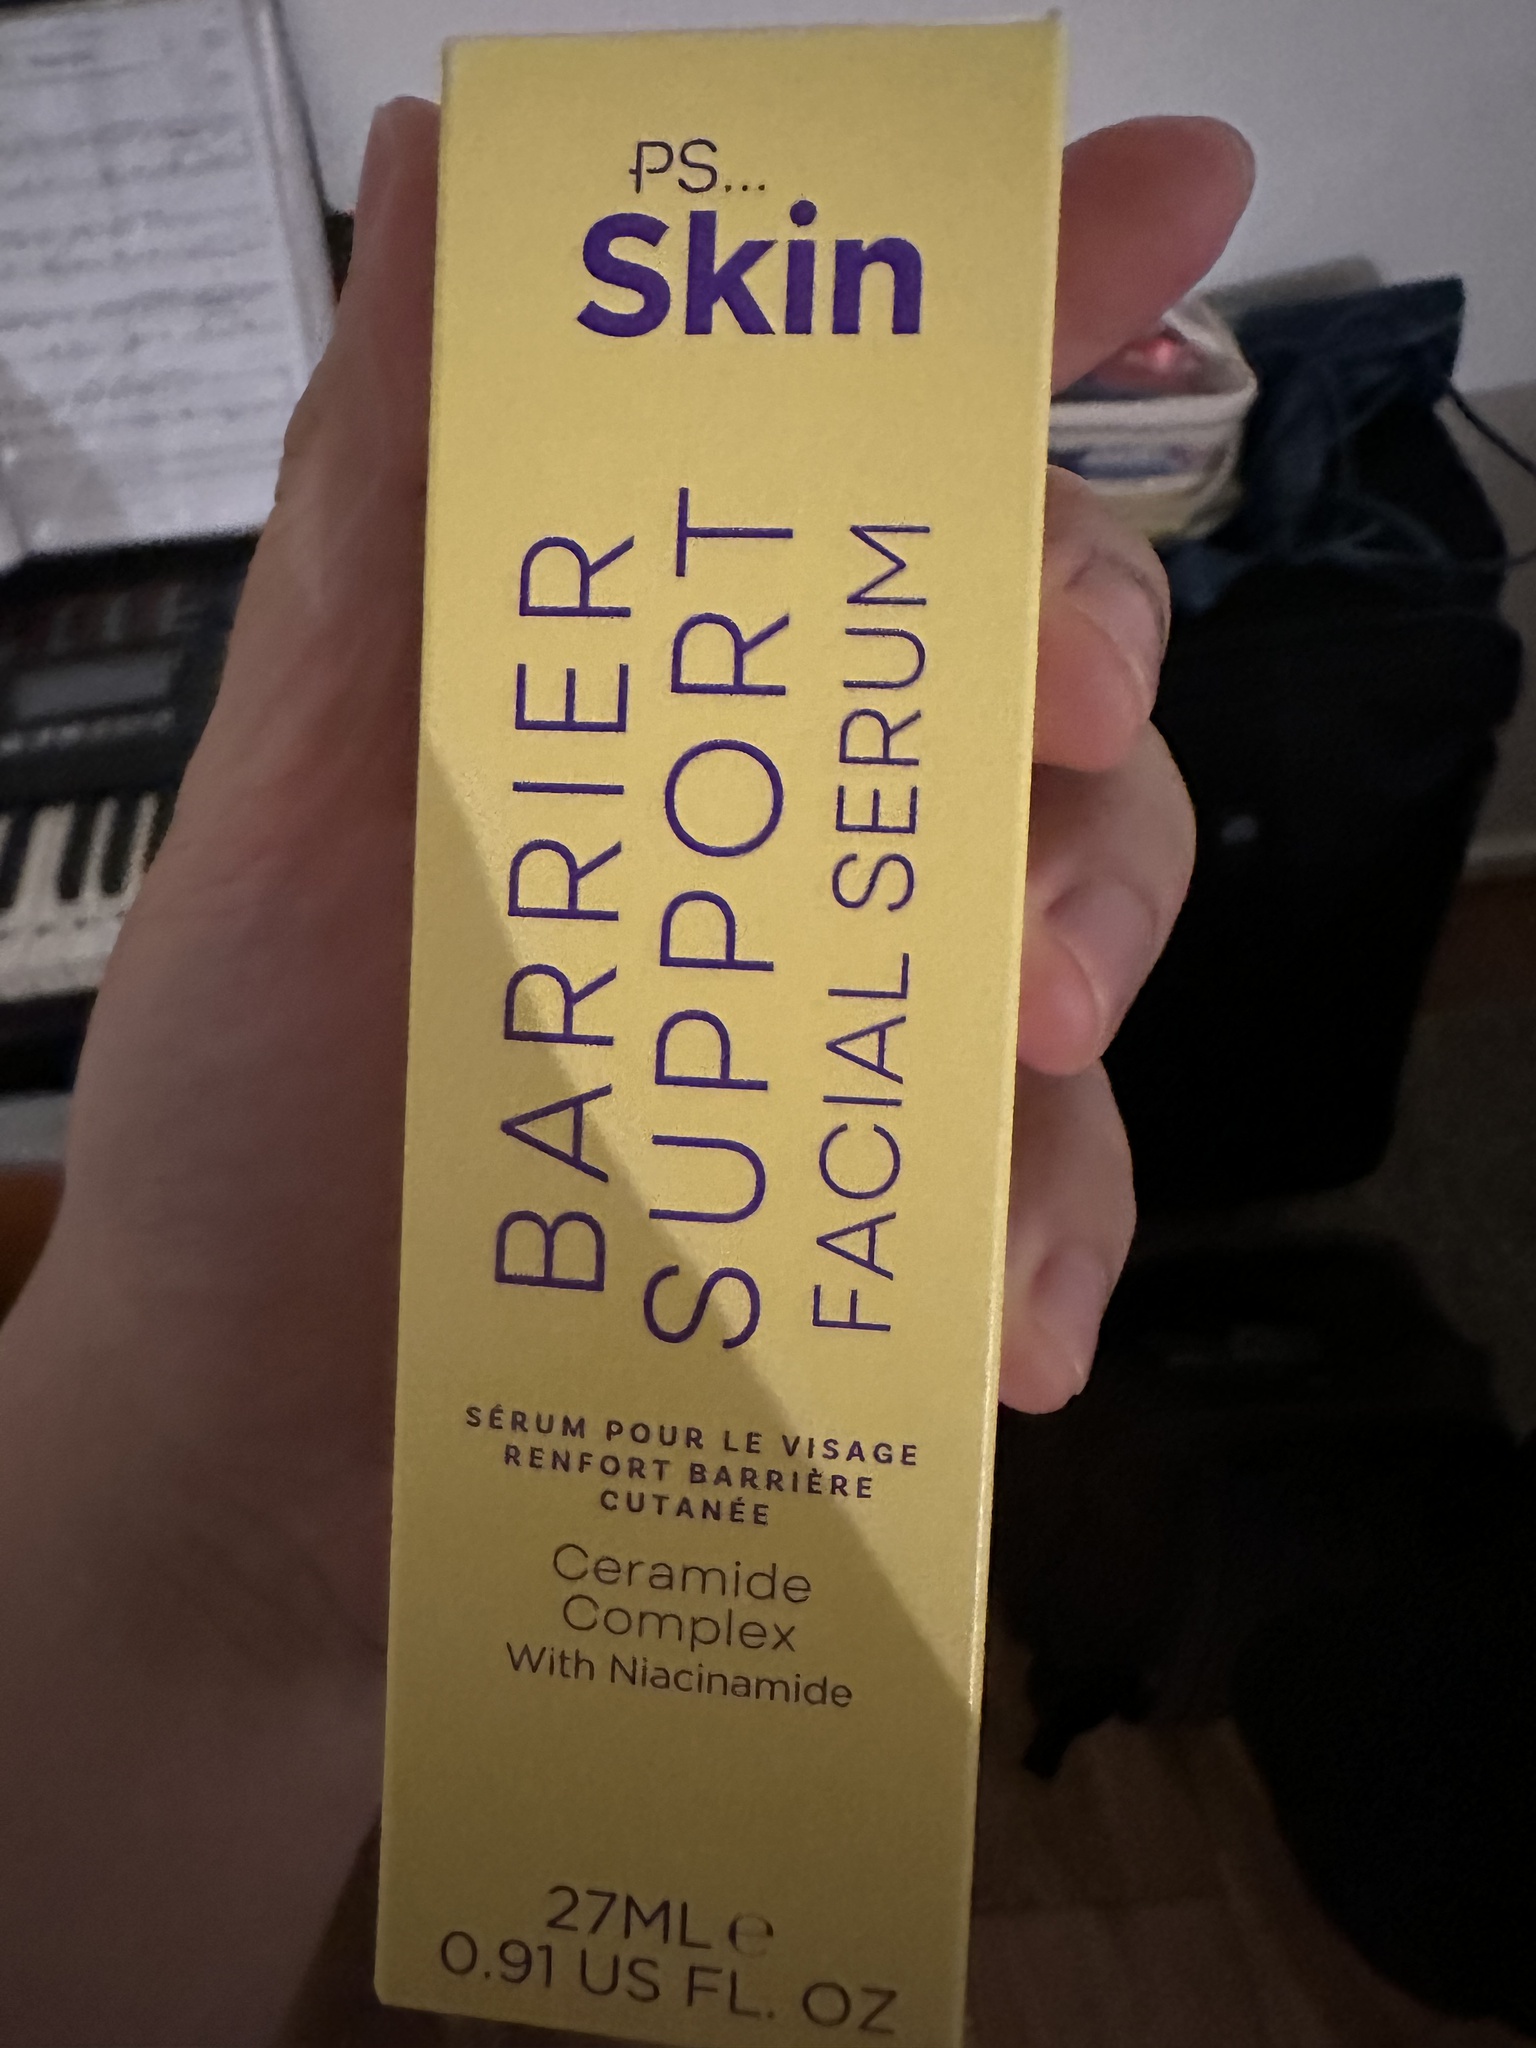 PS...
Skin
BARRIER
SUPPORT
FACIAL SERUM
SÉRUM POUR LE VISAGE
RENFORT BARRIÈRE
CUTANÉE
Ceramide
Complex
With Niacinamide
27ML ℮
0.91 US FL. OZ